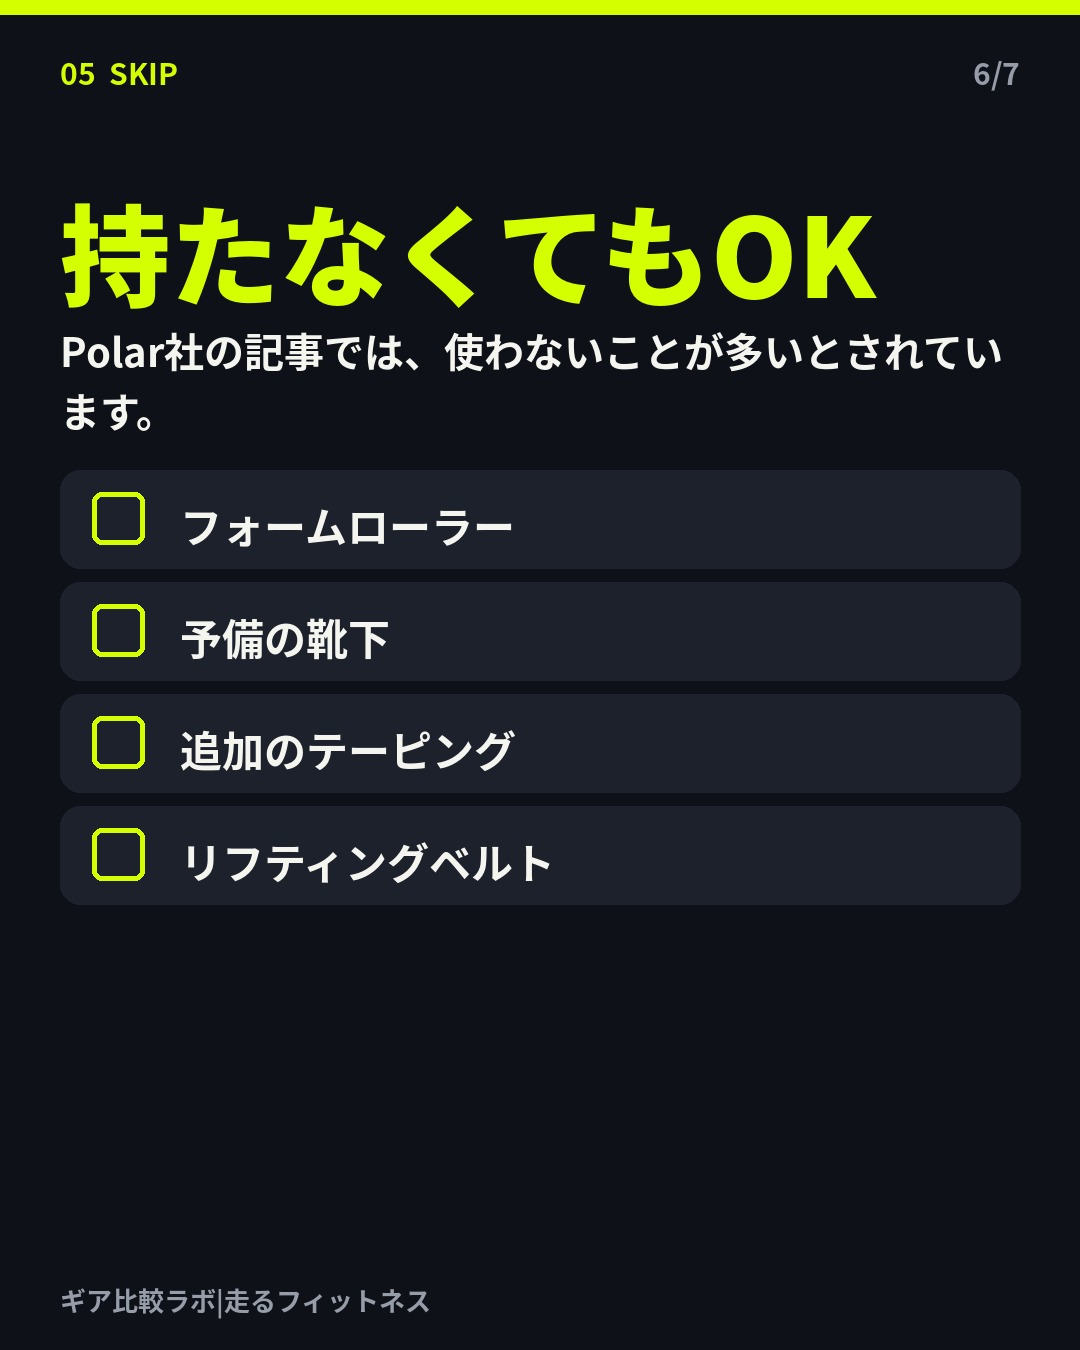 05 SKIP
6/7
持たなくてもOK
Polar社の記事では、使わないことが多いとされてい
ます。
フォームローラー
予備の靴下
追加のテーピング
リフティングベルト
ギア比較ラボ|走るフィットネス